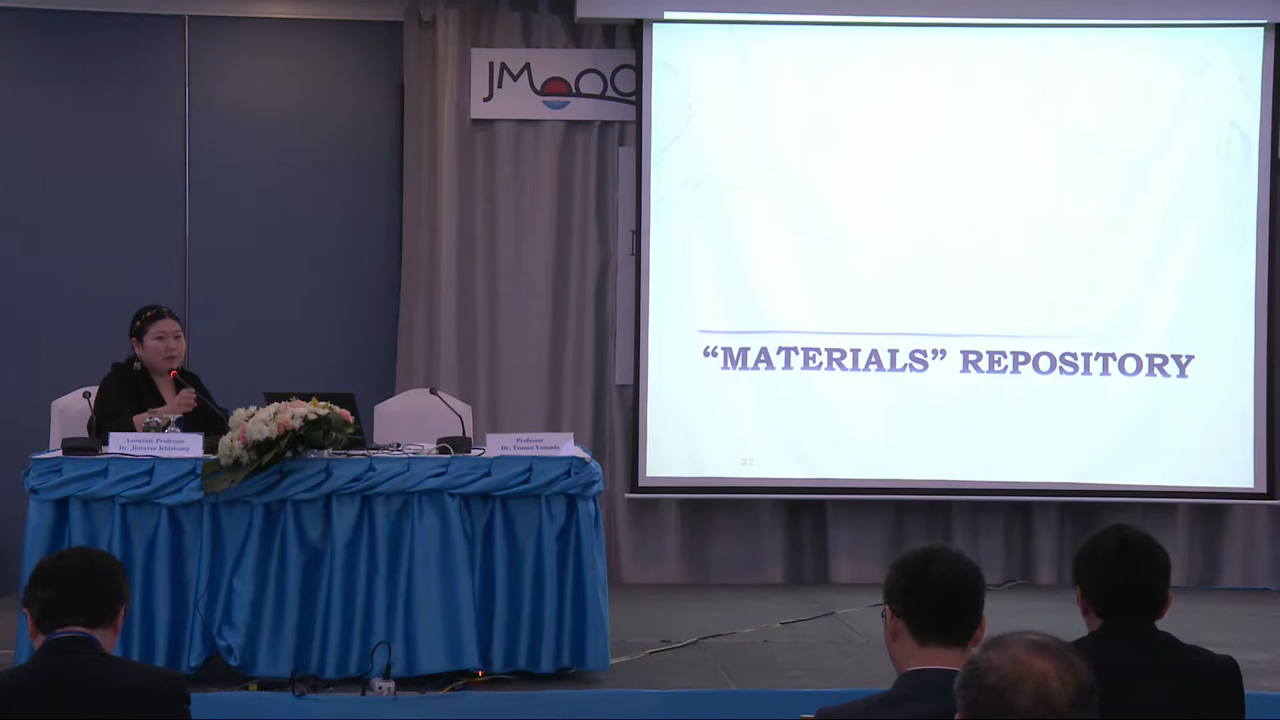 JMOOC
“MATERIALS” REPOSITORY
32
Associate Professor
Dr. Jintavee Khlaisang
Professor
Dr. Tsuneo Yamada